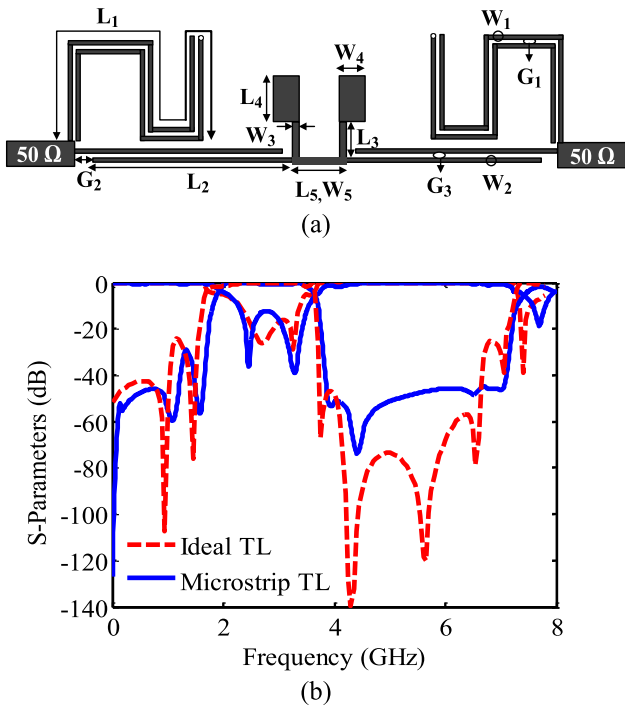 L1
W1
G1
W4
L4
W3
L3
50 Ω
50 Ω
G2
L2
L5,W5
G3
W2
(a)
S-Parameters (dB)
0
-20
-40
-60
-80
-100
-120
-140
Ideal TL
Microstrip TL
0
2
4
6
8
Frequency (GHz)
(b)